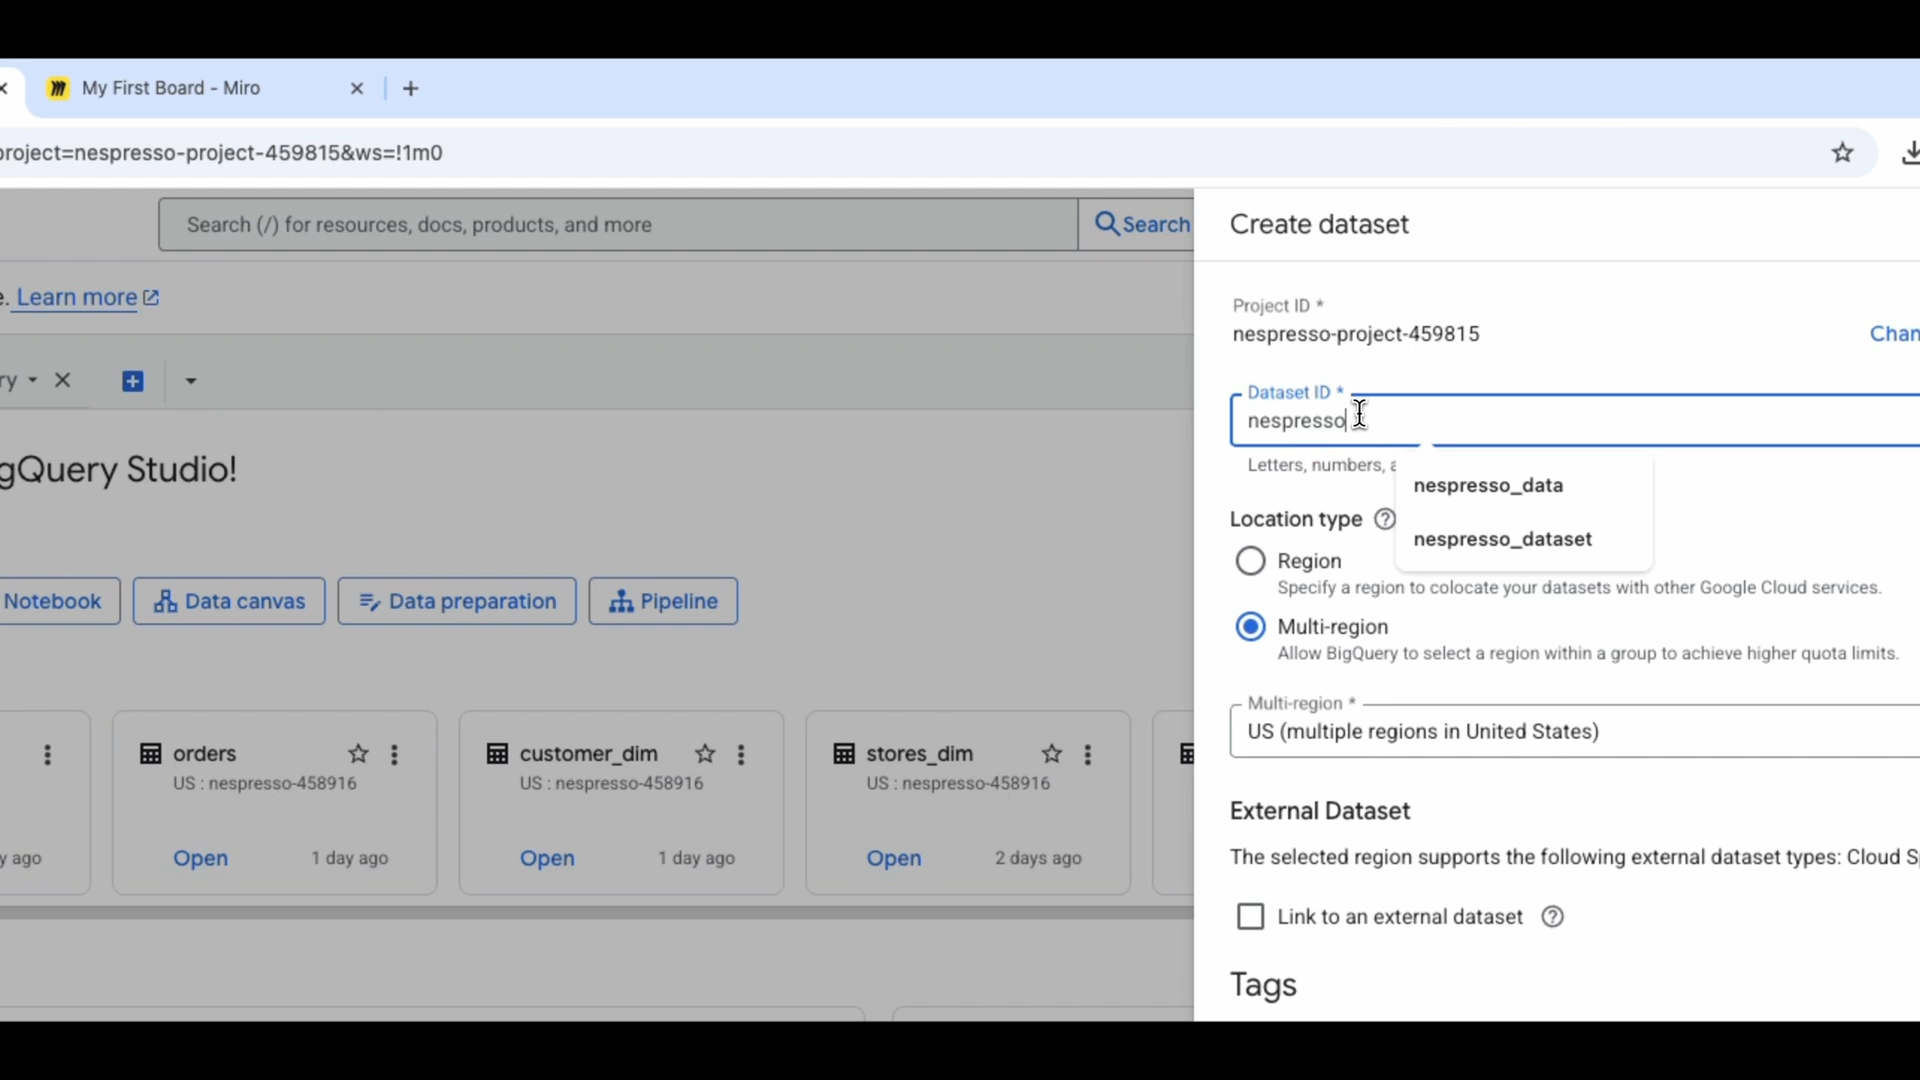 My First Board - Miro
project=nespresso-project-459815&ws=!1m0
Search (/) for resources, docs, products, and more
Search
Learn more
gQuery Studio!
Notebook
Data canvas
Data preparation
Pipeline
orders
US : nespresso-458916
Open
1 day ago
customer_dim
US : nespresso-458916
Open
1 day ago
stores_dim
US : nespresso-458916
Open
2 days ago
y ago
Create dataset
Project ID *
nespresso-project-459815
Chan
Dataset ID *
nespresso
Letters, numbers, a
nespresso_data
nespresso_dataset
Location type
Region
Specify a region to colocate your datasets with other Google Cloud services.
Multi-region
Allow BigQuery to select a region within a group to achieve higher quota limits.
Multi-region *
US (multiple regions in United States)
External Dataset
The selected region supports the following external dataset types: Cloud S
Link to an external dataset
Tags